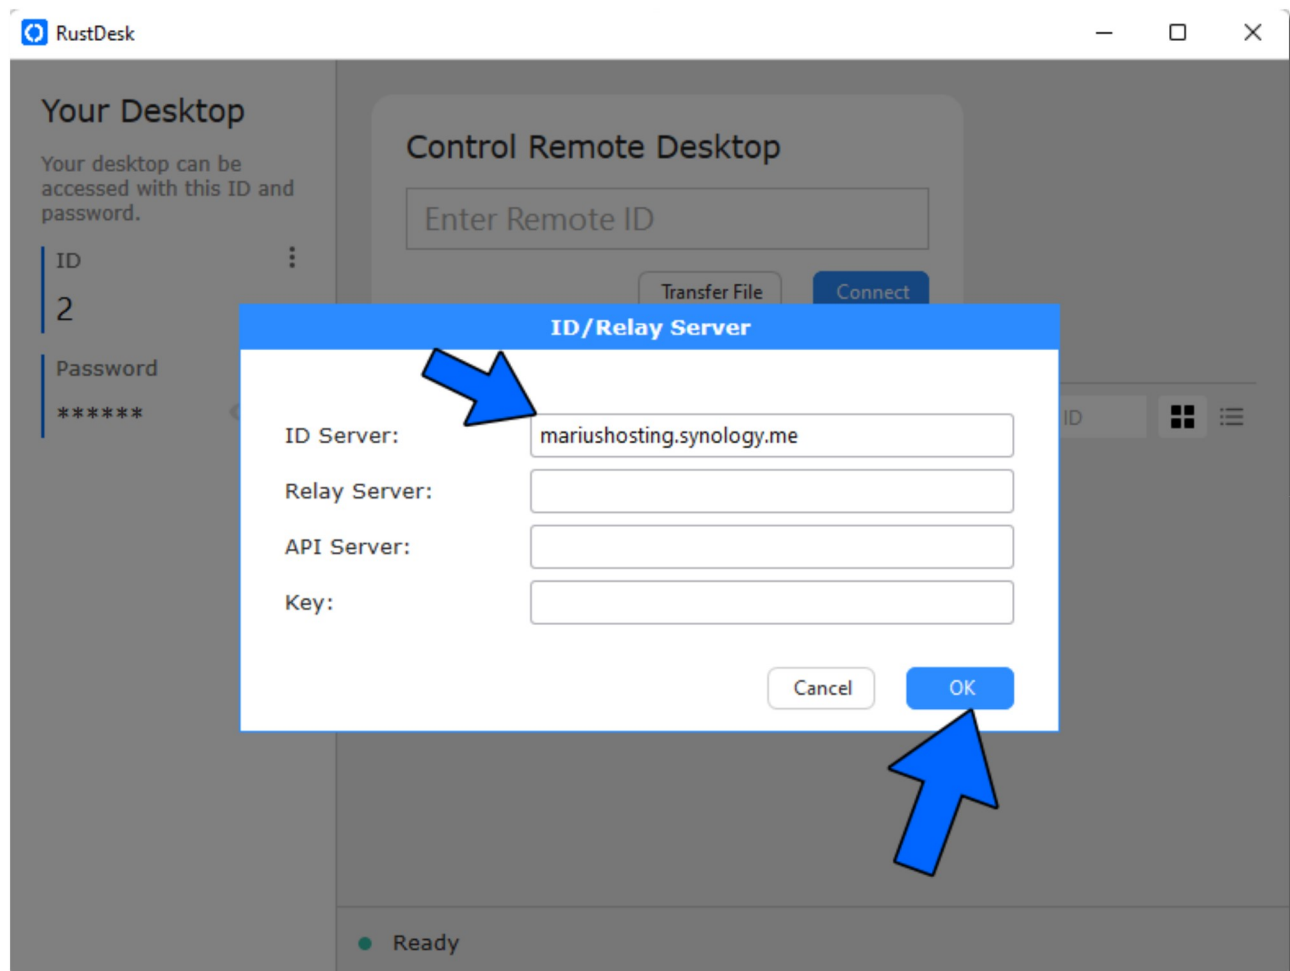 RustDesk
Your Desktop
Your desktop can be
accessed with this ID and
password.
ID
2
Password
******
Control Remote Desktop
Enter Remote ID
Transfer File
Connect
ID
ID/Relay Server
ID Server:
mariushosting.synology.me
Relay Server:
API Server:
Key:
Cancel
OK
Ready